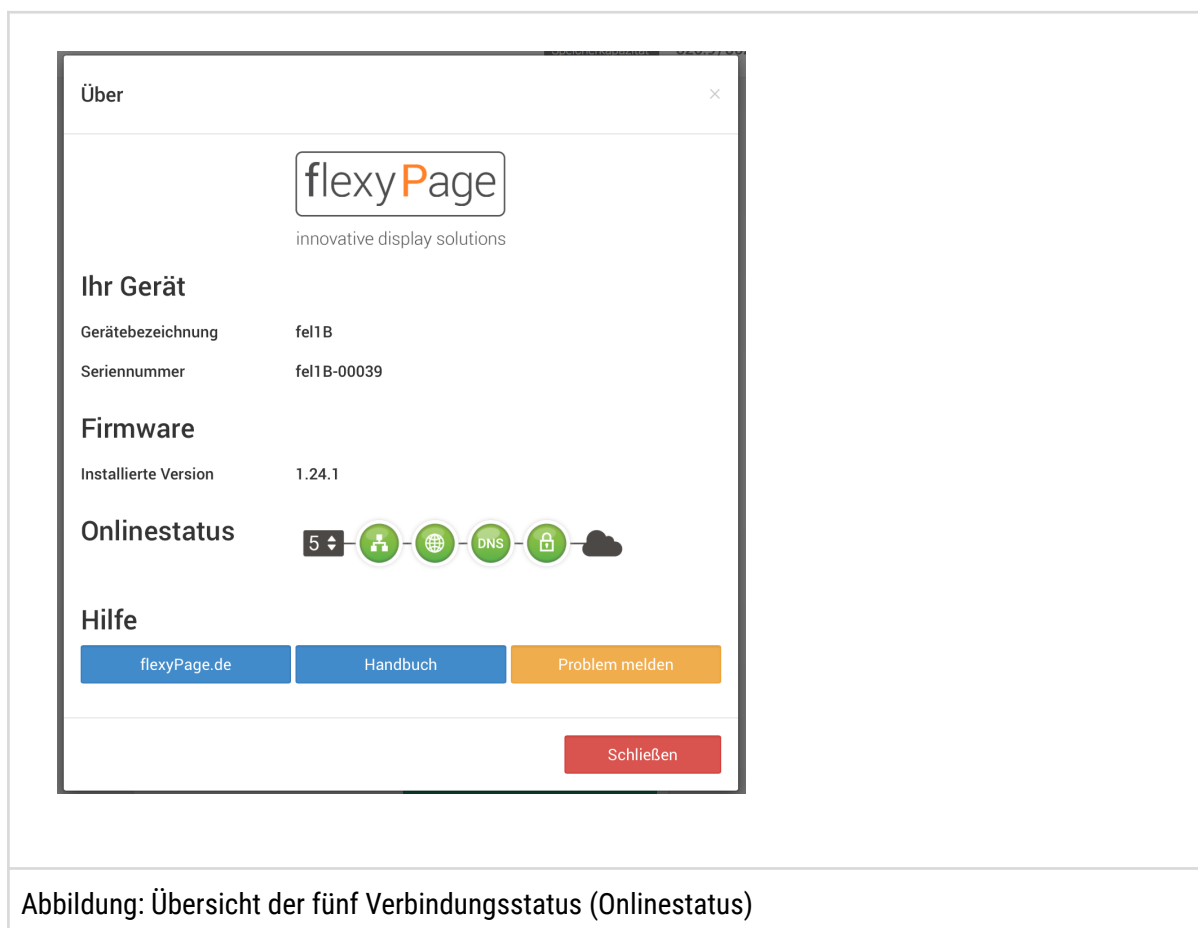 Über
×
flexyPage
innovative display solutions
Ihr Gerät
Gerätebezeichnung fel1B
Seriennummer fel1B-00039
Firmware
Installierte Version 1.24.1
Onlinestatus 5 DNS
Hilfe
flexyPage.de Handbuch Problem melden
Schließen
Abbildung: Übersicht der fünf Verbindungsstatus (Onlinestatus)